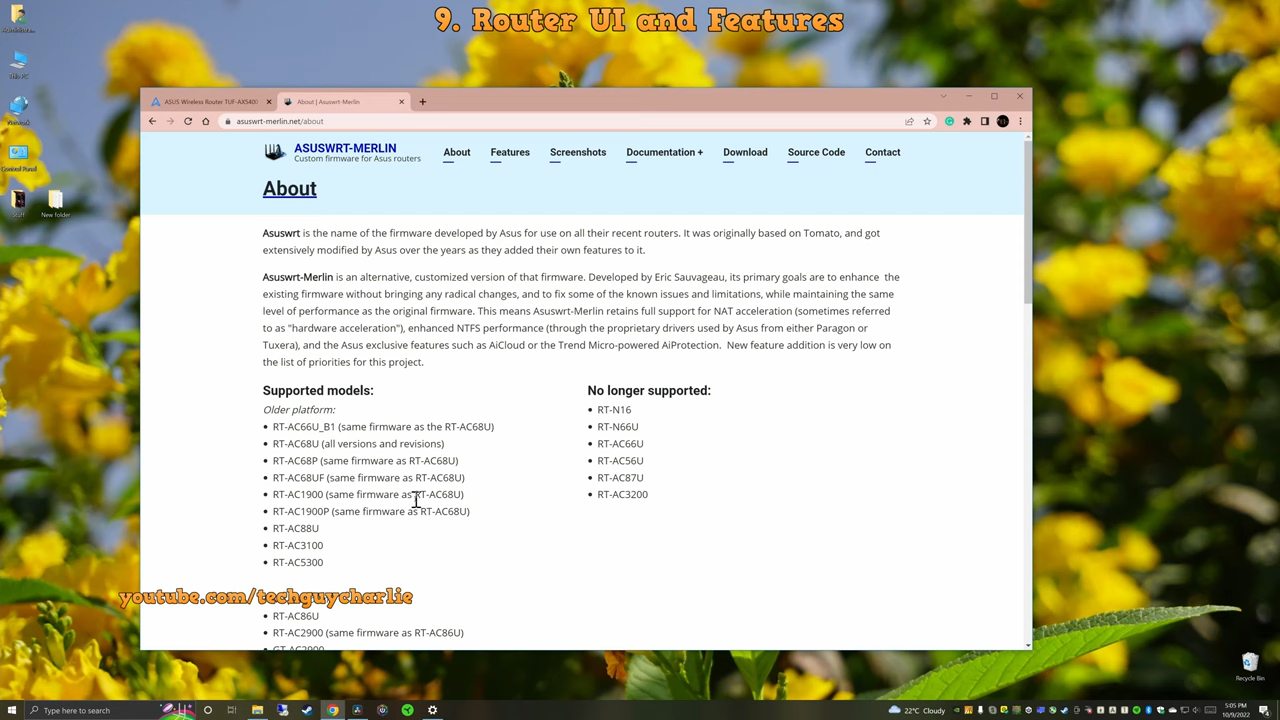 9. Router UI and Features
ASUS Wireless Router TUF-AX5400
About | Asuswrt-Merlin
asuswrt-merlin.net/about
ASUSWRT-MERLIN
Custom firmware for Asus routers
About Features Screenshots Documentation + Download Source Code Contact
About
Asuswrt is the name of the firmware developed by Asus for use on all their recent routers. It was originally based on Tomato, and got
extensively modified by Asus over the years as they added their own features to it.
Asuswrt-Merlin is an alternative, customized version of that firmware. Developed by Eric Sauvageau, its primary goals are to enhance the
existing firmware without bringing any radical changes, and to fix some of the known issues and limitations, while maintaining the same
level of performance as the original firmware. This means Asuswrt-Merlin retains full support for NAT acceleration (sometimes referred
to as "hardware acceleration"), enhanced NTFS performance (through the proprietary drivers used by Asus from either Paragon or
Tuxera), and the Asus exclusive features such as AiCloud or the Trend Micro-powered AiProtection. New feature addition is very low on
the list of priorities for this project.
Supported models:
Older platform:
• RT-AC66U_B1 (same firmware as the RT-AC68U)
• RT-AC68U (all versions and revisions)
• RT-AC68P (same firmware as RT-AC68U)
• RT-AC68UF (same firmware as RT-AC68U)
• RT-AC1900 (same firmware as RT-AC68U)
• RT-AC1900P (same firmware as RT-AC68U)
• RT-AC88U
• RT-AC3100
• RT-AC5300
• RT-AC86U
• RT-AC2900 (same firmware as RT-AC86U)
GT-AC2900
No longer supported:
• RT-N16
• RT-N66U
• RT-AC66U
• RT-AC56U
• RT-AC87U
• RT-AC3200
youtube.com/techguycharlie
This PC
Network
Control Panel
Stuff
New folder
Recycle Bin
Type here to search
22°C Cloudy
5:05 PM
10/9/2022